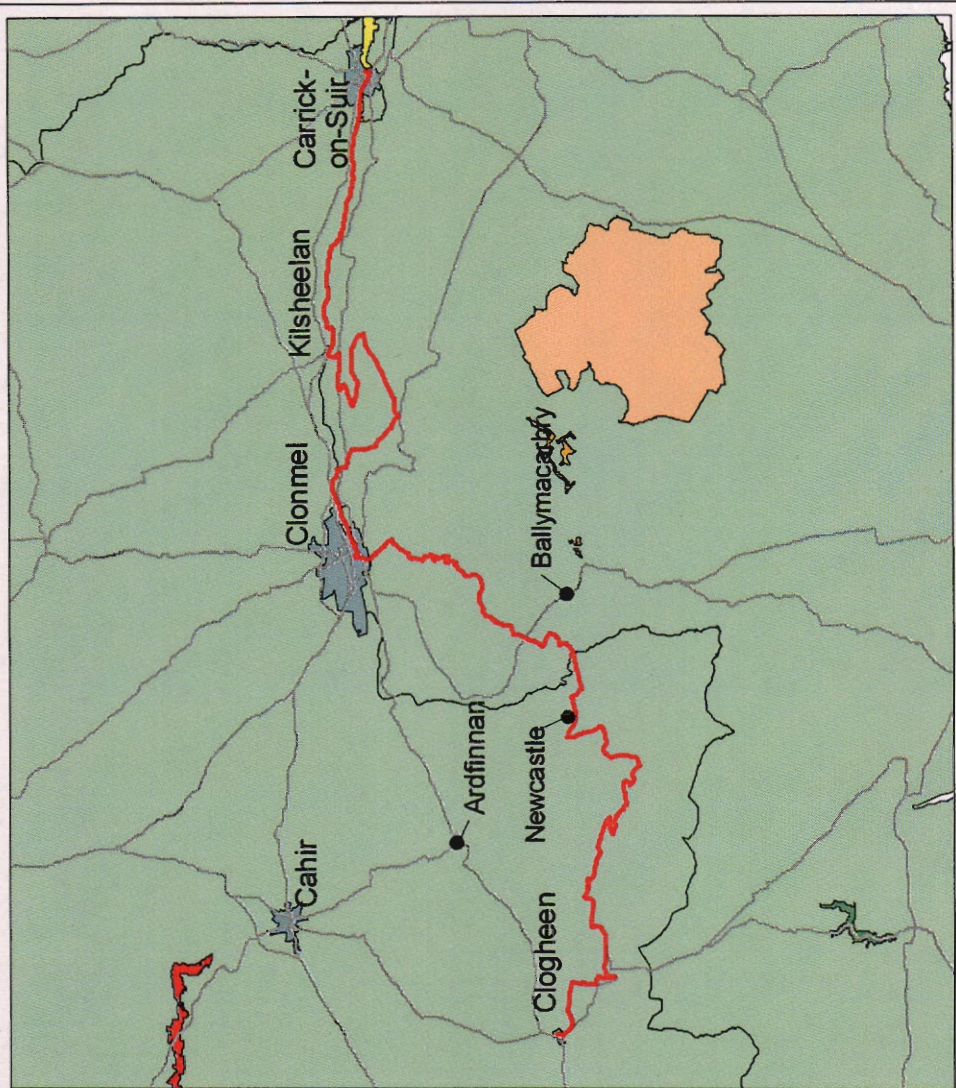 Carrick-
on-Suir
Kilsheelan
Clonmel
Ballymacarbry
Newcastle
Ardfinnan
Cahir
Clogheen